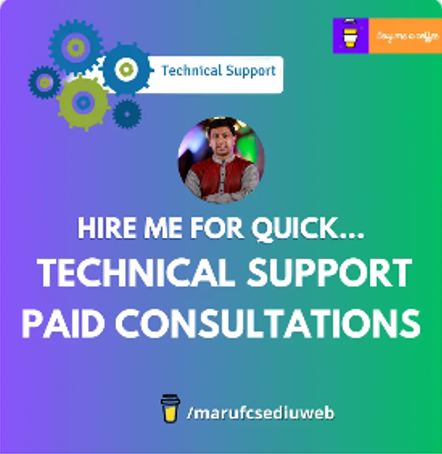 Buy me a coffee
Technical Support
HIRE ME FOR QUICK...
TECHNICAL SUPPORT
PAID CONSULTATIONS
/marufcsediuweb